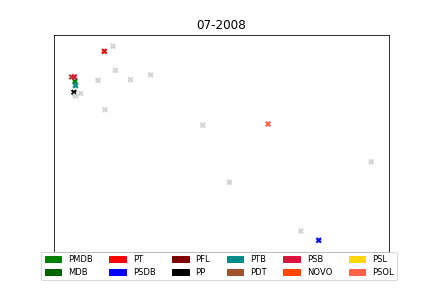 07-2008
PMDB PT PFL PTB PSB PSL
MDB PSDB PP PDT NOVO PSOL